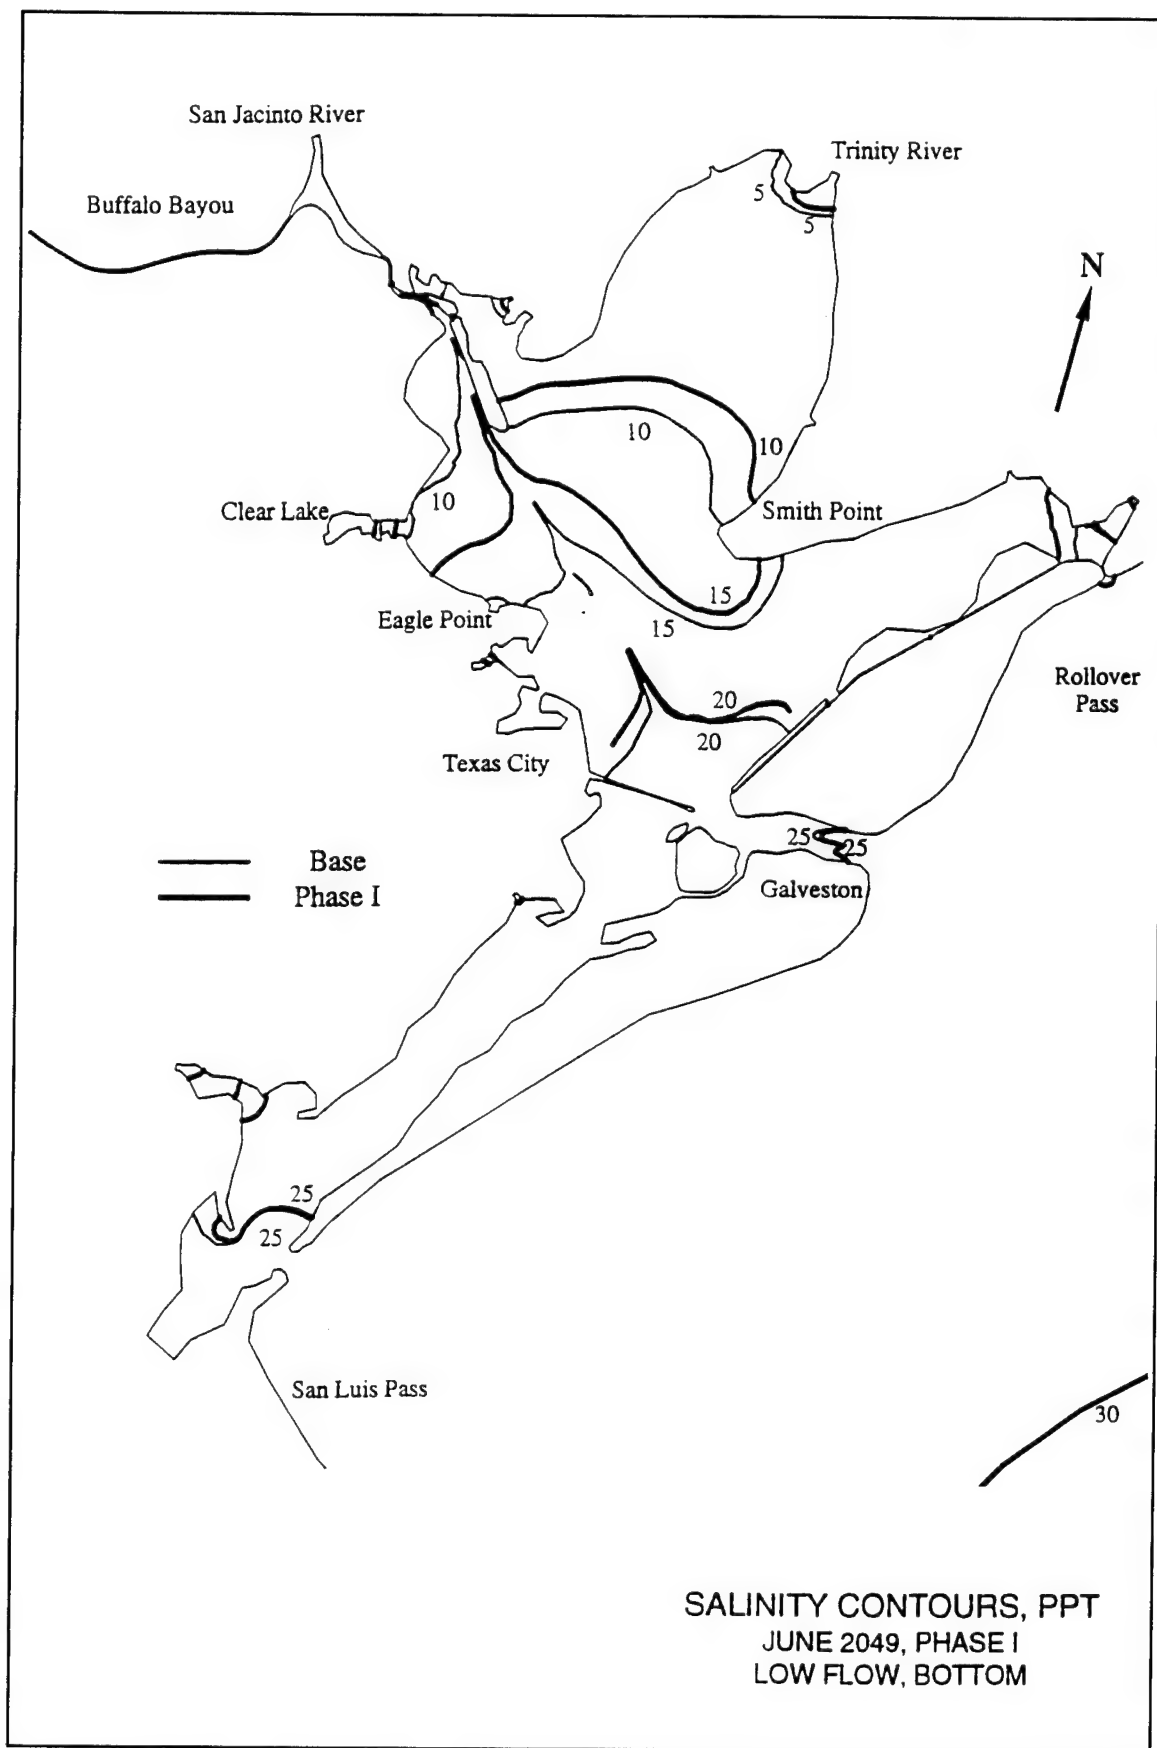 San Jacinto River
Trinity River
Buffalo Bayou
5
5
N
10
10
10
Clear Lake
Smith Point
15
Eagle Point
15
Rollover
Pass
20
20
Texas City
25
25
Base
Galveston
Phase I
25
25
San Luis Pass
30
SALINITY CONTOURS, PPT
JUNE 2049, PHASE I
LOW FLOW, BOTTOM